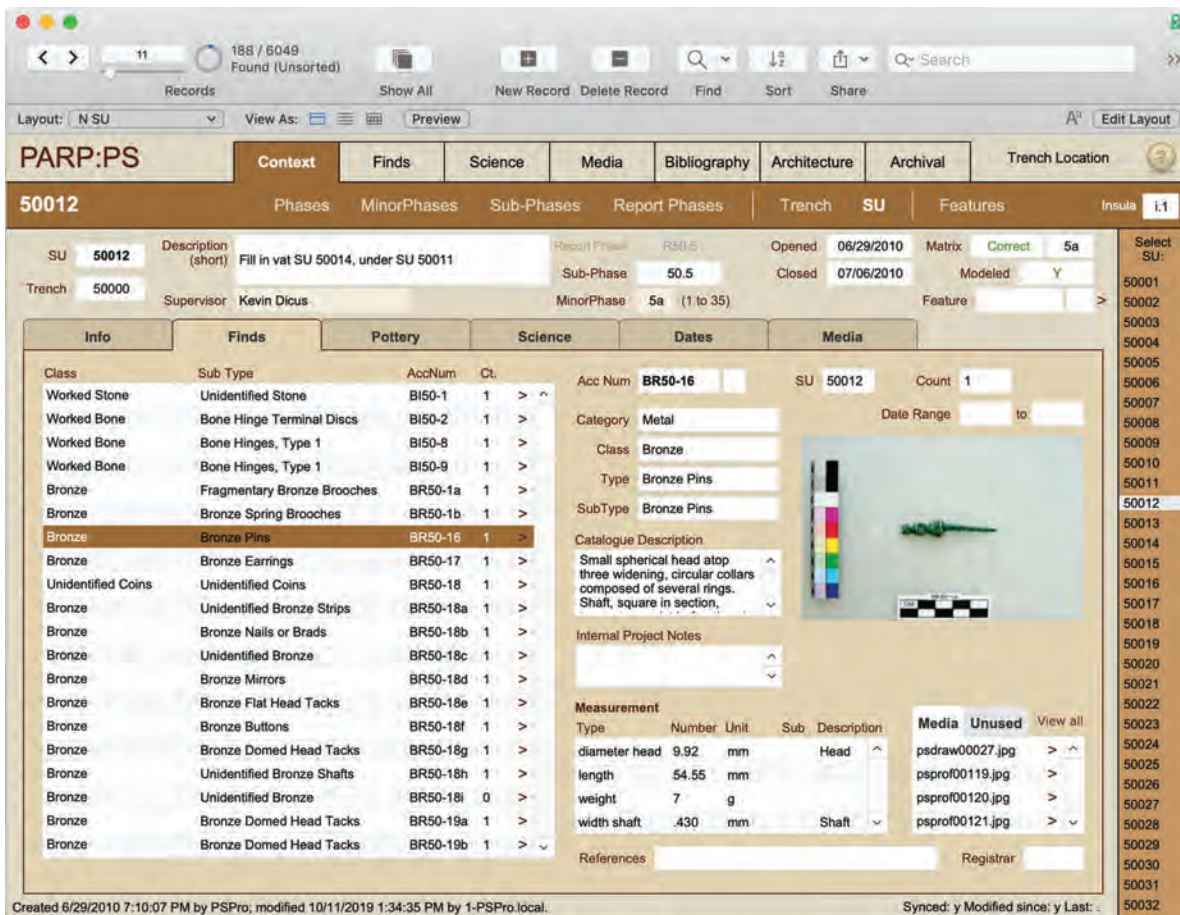 11
188 / 6049
Found (Unsorted)
Records
Show All
New Record
Delete Record
Find
Sort
Share
Search
Layout: N SU
View As:
Preview
Edit Layout
PARP:PS
Context
Finds
Science
Media
Bibliography
Architecture
Archival
Trench Location
50012
Phases
MinorPhases
Sub-Phases
Report Phases
Trench
SU
Features
Insula
i.1
SU 50012
Trench 50000
Description (short)
Fill in vat SU 50014, under SU 50011
Supervisor Kevin Dicus
Report Phase R50.5
Sub-Phase 50.5
MinorPhase 5a (1 to 35)
Opened 06/29/2010
Closed 07/06/2010
Matrix Correct 5a
Modeled Y
Feature >
Info
Finds
Pottery
Science
Dates
Media
Class Sub Type AccNum Ct.
Worked Stone Unidentified Stone BI50-1 1 >
Worked Bone Bone Hinge Terminal Discs BI50-2 1 >
Worked Bone Bone Hinges, Type 1 BI50-8 1 >
Worked Bone Bone Hinges, Type 1 BI50-9 1 >
Bronze Fragmentary Bronze Brooches BR50-1a 1 >
Bronze Bronze Spring Brooches BR50-1b 1 >
Bronze Bronze Pins BR50-16 1 >
Bronze Bronze Earrings BR50-17 1 >
Unidentified Coins Unidentified Coins BR50-18 1 >
Bronze Unidentified Bronze Strips BR50-18a 1 >
Bronze Bronze Nails or Brads BR50-18b 1 >
Bronze Unidentified Bronze BR50-18c 1 >
Bronze Bronze Mirrors BR50-18d 1 >
Bronze Bronze Flat Head Tacks BR50-18e 1 >
Bronze Bronze Buttons BR50-18f 1 >
Bronze Bronze Domed Head Tacks BR50-18g 1 >
Bronze Unidentified Bronze Shafts BR50-18h 1 >
Bronze Unidentified Bronze BR50-18i 0 >
Bronze Bronze Domed Head Tacks BR50-19a 1 >
Bronze Bronze Domed Head Tacks BR50-19b 1 >
Acc Num BR50-16
SU 50012
Count 1
Date Range to
Category Metal
Class Bronze
Type Bronze Pins
SubType Bronze Pins
Catalogue Description
Small spherical head atop
three widening, circular collars
composed of several rings.
Shaft, square in section,
Internal Project Notes
Measurement
Type Number Unit Sub Description
diameter head 9.92 mm Head
length 54.55 mm
weight 7 g
width shaft .430 mm Shaft
Media
Unused
View all
psdraw00027.jpg >
psprof00119.jpg >
psprof00120.jpg >
psprof00121.jpg >
References
Registrar
Select
SU:
50001
50002
50003
50004
50005
50006
50007
50008
50009
50010
50011
50012
50013
50014
50015
50016
50017
50018
50019
50020
50021
50022
50023
50024
50025
50026
50027
50028
50029
50030
50031
50032
Created 6/29/2010 7:10:07 PM by PSPro; modified 10/11/2019 1:34:35 PM by 1-PSPro.local.
Synced: y Modified since: y Last: .